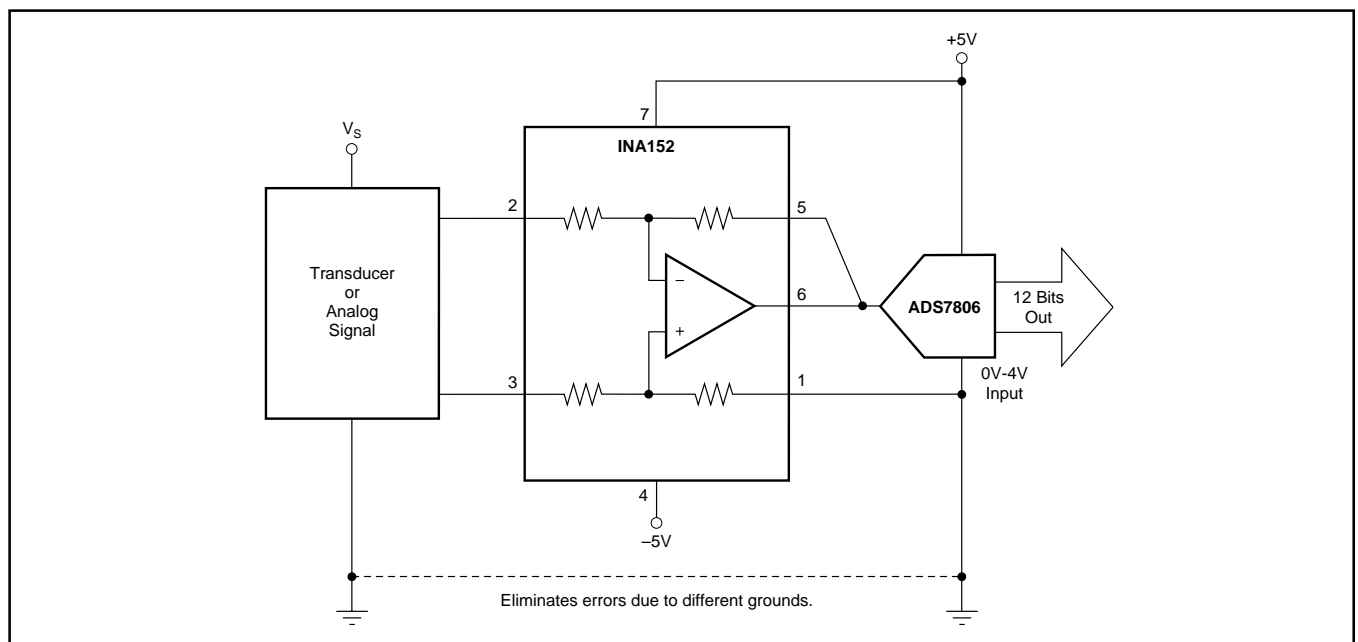 +5V
7
INA152
V_S
2
5
Transducer
or
Analog
Signal
−
6
ADS7806
12 Bits
Out
+
3
1
0V-4V
Input
4
–5V
Eliminates errors due to different grounds.